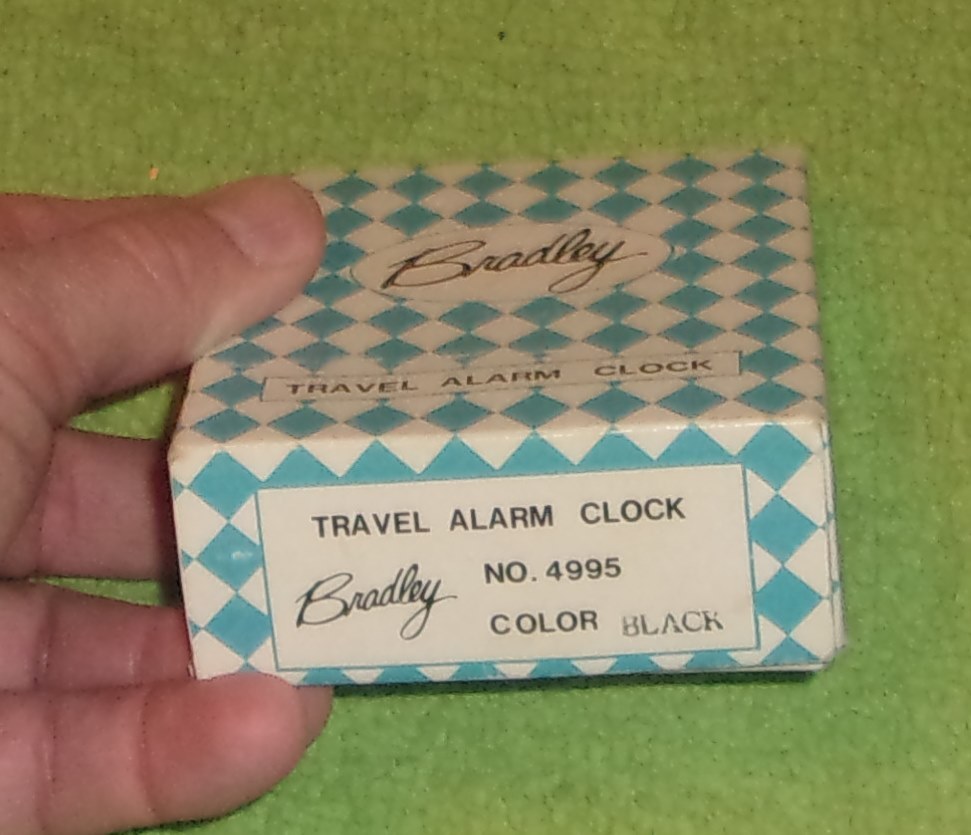 Bradley
TRAVEL ALARM CLOCK
TRAVEL ALARM CLOCK
Bradley NO. 4995
COLOR BLACK